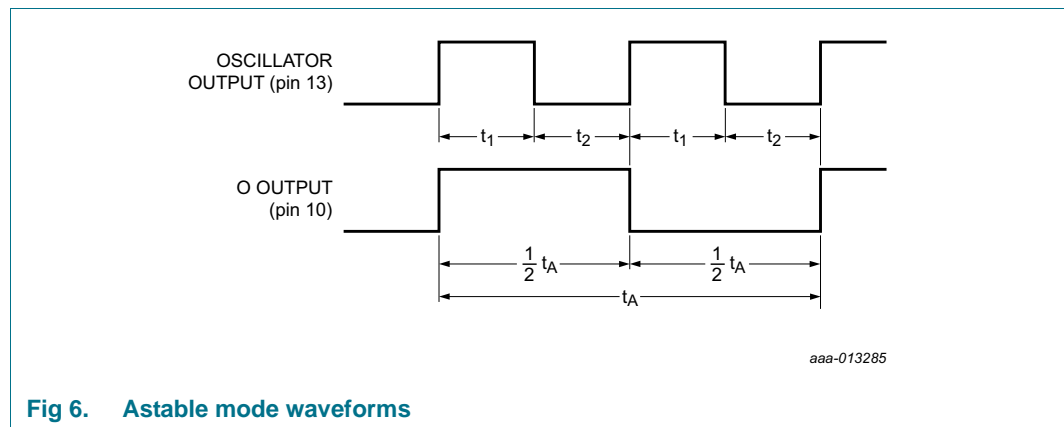 OSCILLATOR
OUTPUT (pin 13)
t1 t2 t1 t2
O OUTPUT
(pin 10)
1/2 tA 1/2 tA
tA
aaa-013285
Fig 6. Astable mode waveforms